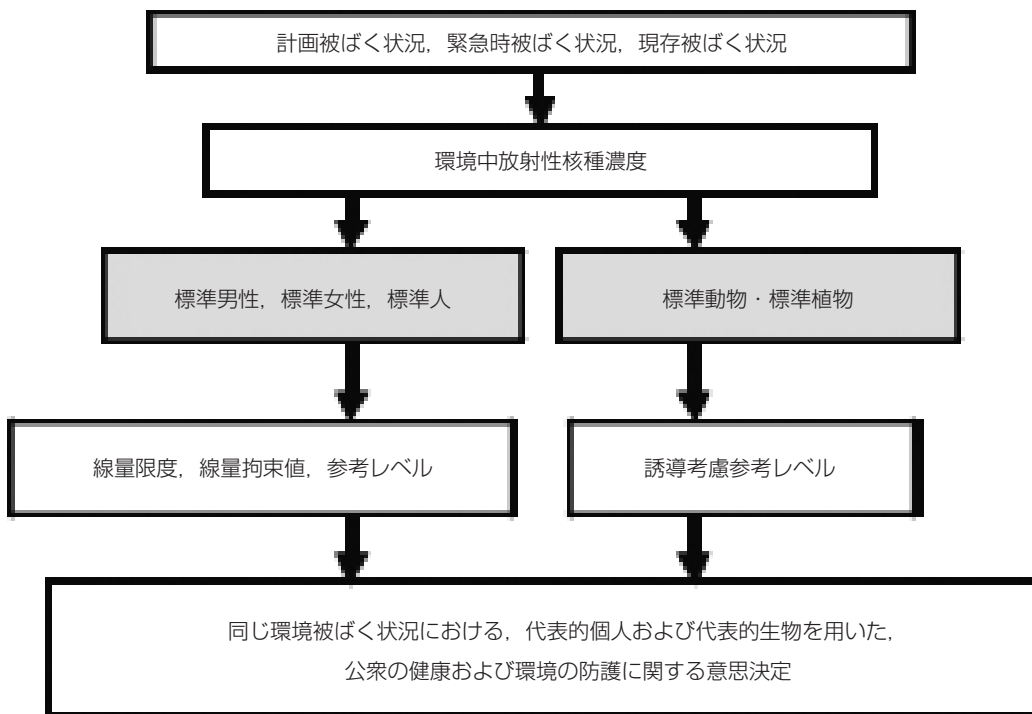 計画被ばく状況，緊急時被ばく状況，現存被ばく状況
環境中放射性核種濃度
標準男性，標準女性，標準人
標準動物・標準植物
線量限度，線量拘束値，参考レベル
誘導考慮参考レベル
同じ環境被ばく状況における，代表的個人および代表的生物を用いた，
公衆の健康および環境の防護に関する意思決定